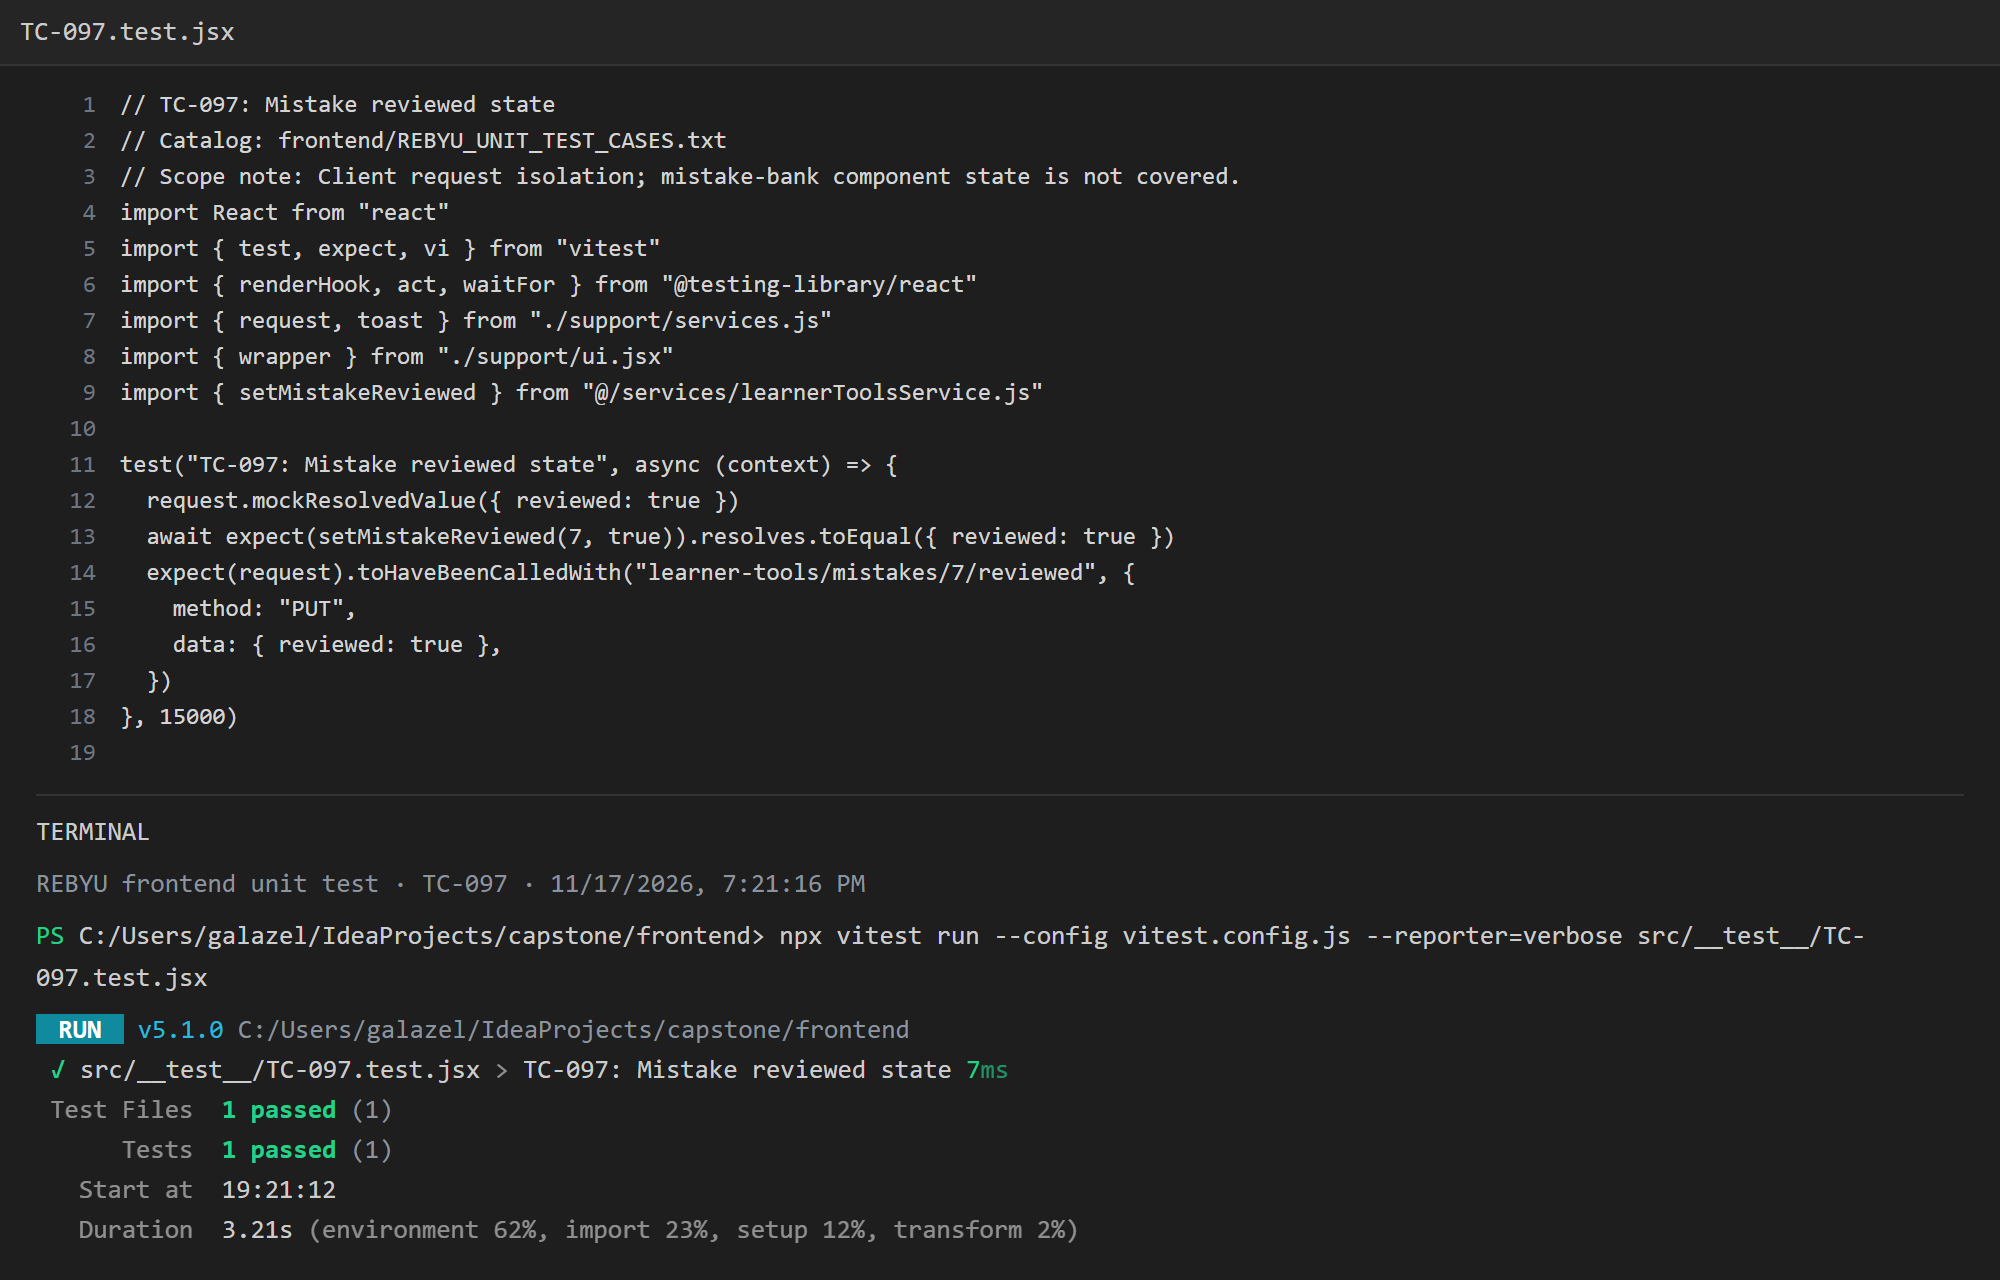 TC-097.test.jsx
1 // TC-097: Mistake reviewed state
2 // Catalog: frontend/REBYU_UNIT_TEST_CASES.txt
3 // Scope note: Client request isolation; mistake-bank component state is not covered.
4 import React from "react"
5 import { test, expect, vi } from "vitest"
6 import { renderHook, act, waitFor } from "@testing-library/react"
7 import { request, toast } from "./support/services.js"
8 import { wrapper } from "./support/ui.jsx"
9 import { setMistakeReviewed } from "@/services/learnerToolsService.js"
10
11 test("TC-097: Mistake reviewed state", async (context) => {
12   request.mockResolvedValue({ reviewed: true })
13   await expect(setMistakeReviewed(7, true)).resolves.toEqual({ reviewed: true })
14   expect(request).toHaveBeenCalledWith("learner-tools/mistakes/7/reviewed", {
15     method: "PUT",
16     data: { reviewed: true },
17   })
18 }, 15000)
19
TERMINAL
REBYU frontend unit test · TC-097 · 11/17/2026, 7:21:16 PM
PS C:/Users/galazel/IdeaProjects/capstone/frontend> npx vitest run --config vitest.config.js --reporter=verbose src/__test__/TC-
097.test.jsx
RUN v5.1.0 C:/Users/galazel/IdeaProjects/capstone/frontend
✓ src/__test__/TC-097.test.jsx > TC-097: Mistake reviewed state 7ms
Test Files 1 passed (1)
Tests 1 passed (1)
Start at 19:21:12
Duration 3.21s (environment 62%, import 23%, setup 12%, transform 2%)